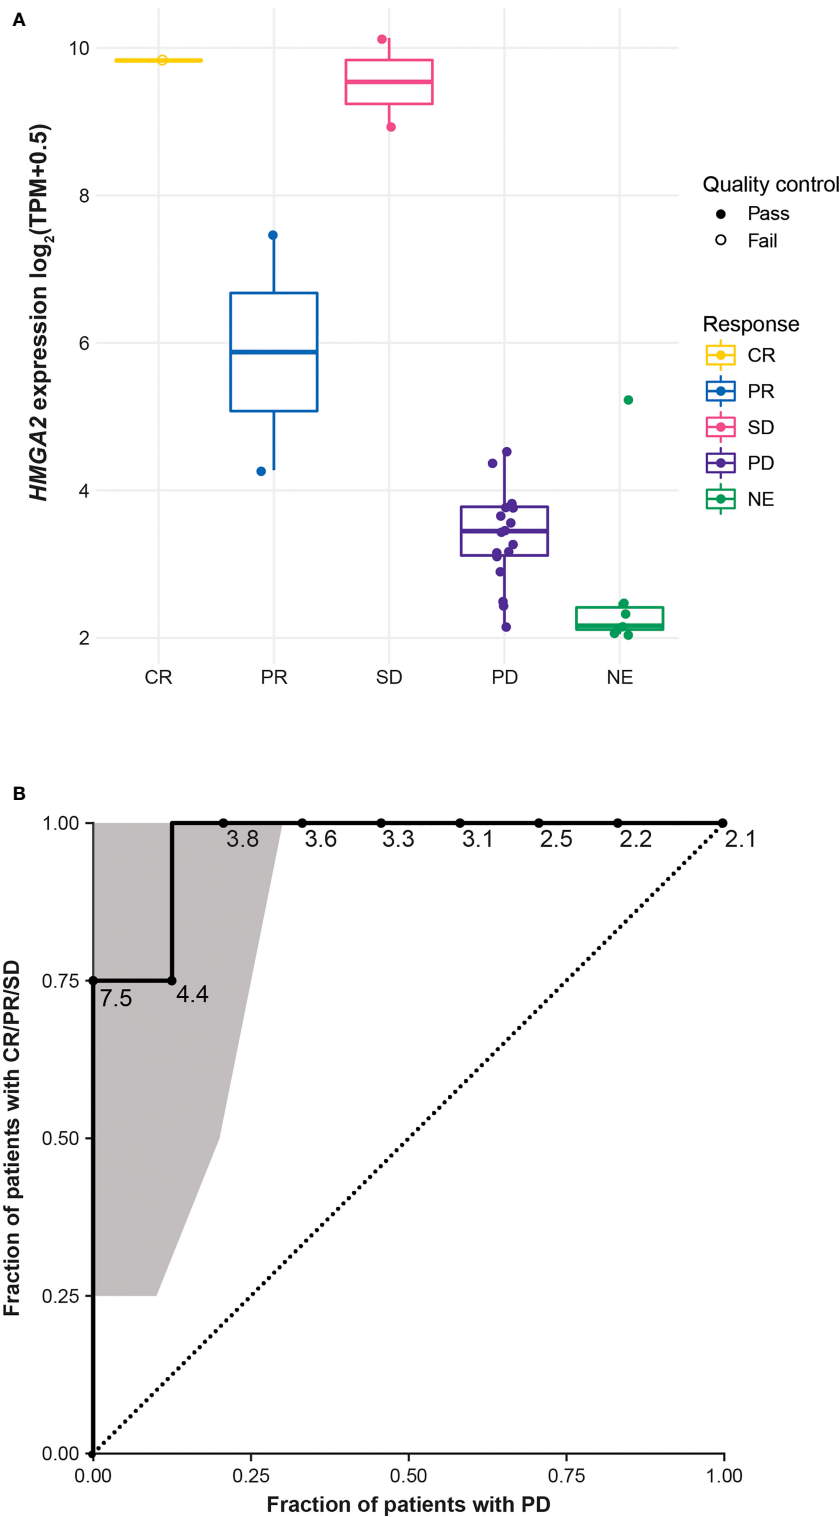 A
10
8
6
4
2
HMGA2 expression log2(TPM+0.5)
CR PR SD PD NE
Quality control
Pass
Fail
Response
CR
PR
SD
PD
NE
B
1.00
0.75
0.50
0.25
0.00
Fraction of patients with CR/PR/SD
3.8 3.6 3.3 3.1 2.5 2.2 2.1
7.5 4.4
0.00 0.25 0.50 0.75 1.00
Fraction of patients with PD